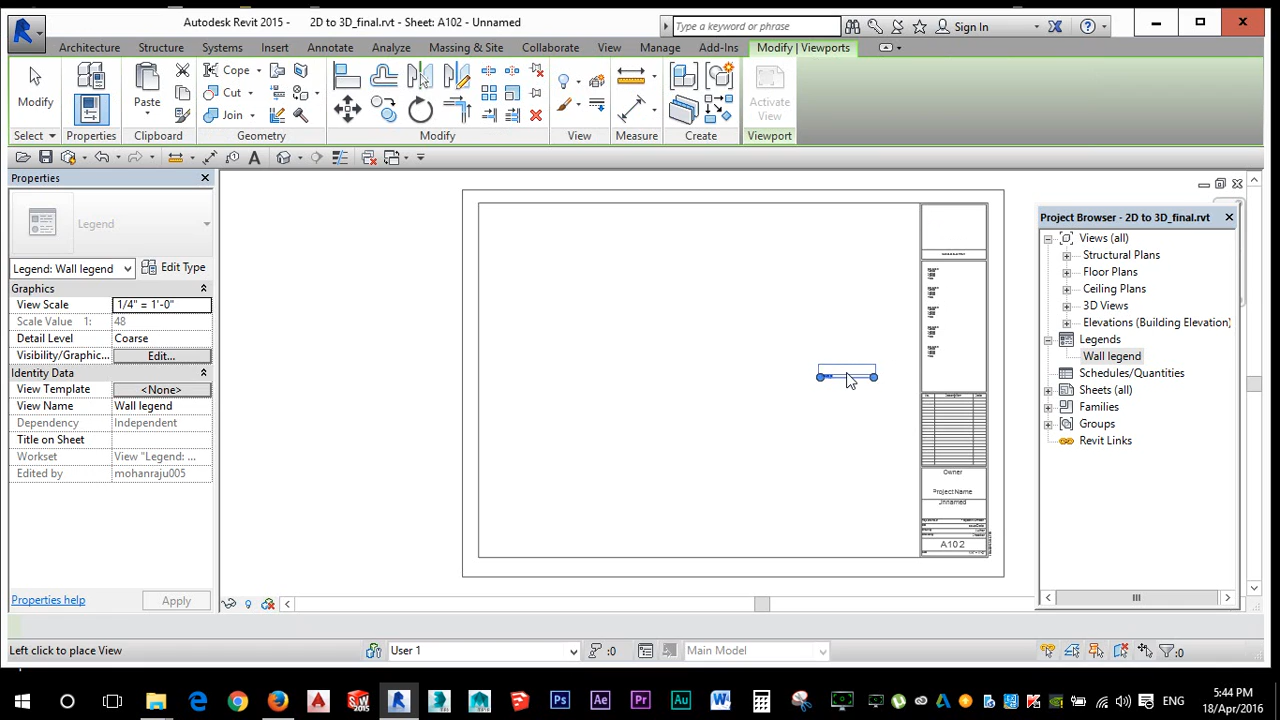 Autodesk Revit 2015 - 2D to 3D_final.rvt - Sheet: A102 - Unnamed
Type a keyword or phrase
Sign In
Architecture Structure Systems Insert Annotate Analyze Massing & Site Collaborate View Manage Add-Ins Modify | Viewports
Cope
Cut
Join
Modify
Paste
Activate
View
Select Properties Clipboard Geometry Modify View Measure Create Viewport
Properties
Legend
Legend: Wall legend Edit Type
Graphics
View Scale 1/4" = 1'-0"
Scale Value 1: 48
Detail Level Coarse
Visibility/Graphic... Edit...
Identity Data
View Template <None>
View Name Wall legend
Dependency Independent
Title on Sheet
Workset View "Legend: ...
Edited by mohanraju005
Properties help Apply
Owner
Project Name
Unnamed
A102
Project Browser - 2D to 3D_final.rvt
Views (all)
Structural Plans
Floor Plans
Ceiling Plans
3D Views
Elevations (Building Elevation)
Legends
Wall legend
Schedules/Quantities
Sheets (all)
Families
Groups
Revit Links
Left click to place View
User 1
:0
Main Model
:0
SW
2015
Ps
Ae
Pr
Au
ENG
5:44 PM
18/Apr/2016